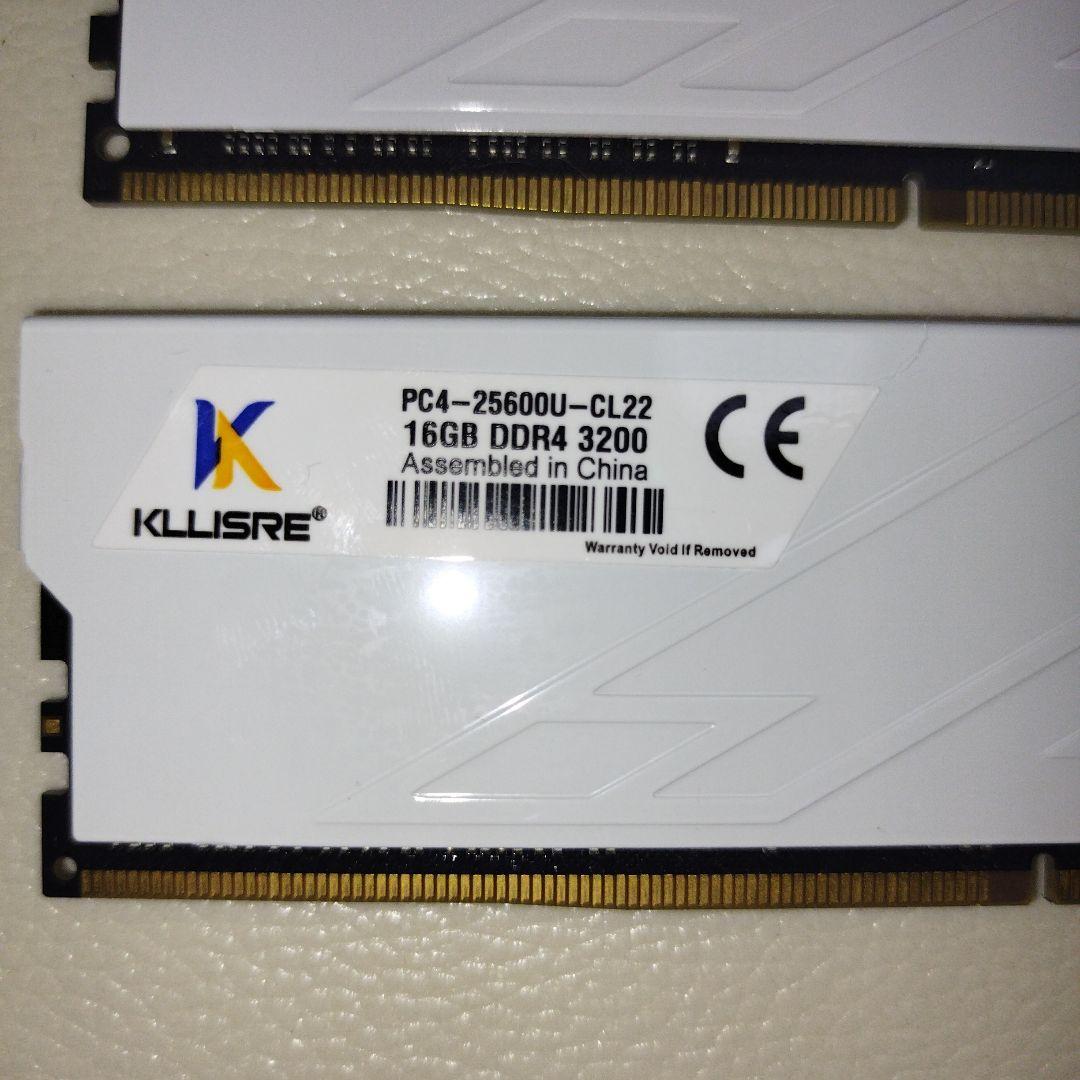 PC4-25600U-CL22
16GB DDR4 3200
Assembled in China
CE
KLLISRE®
Warranty Void If Removed